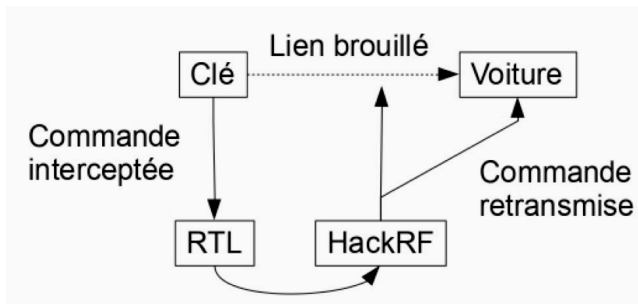 Lien brouillé
Clé
Voiture
Commande
interceptée
Commande
retransmise
RTL
HackRF